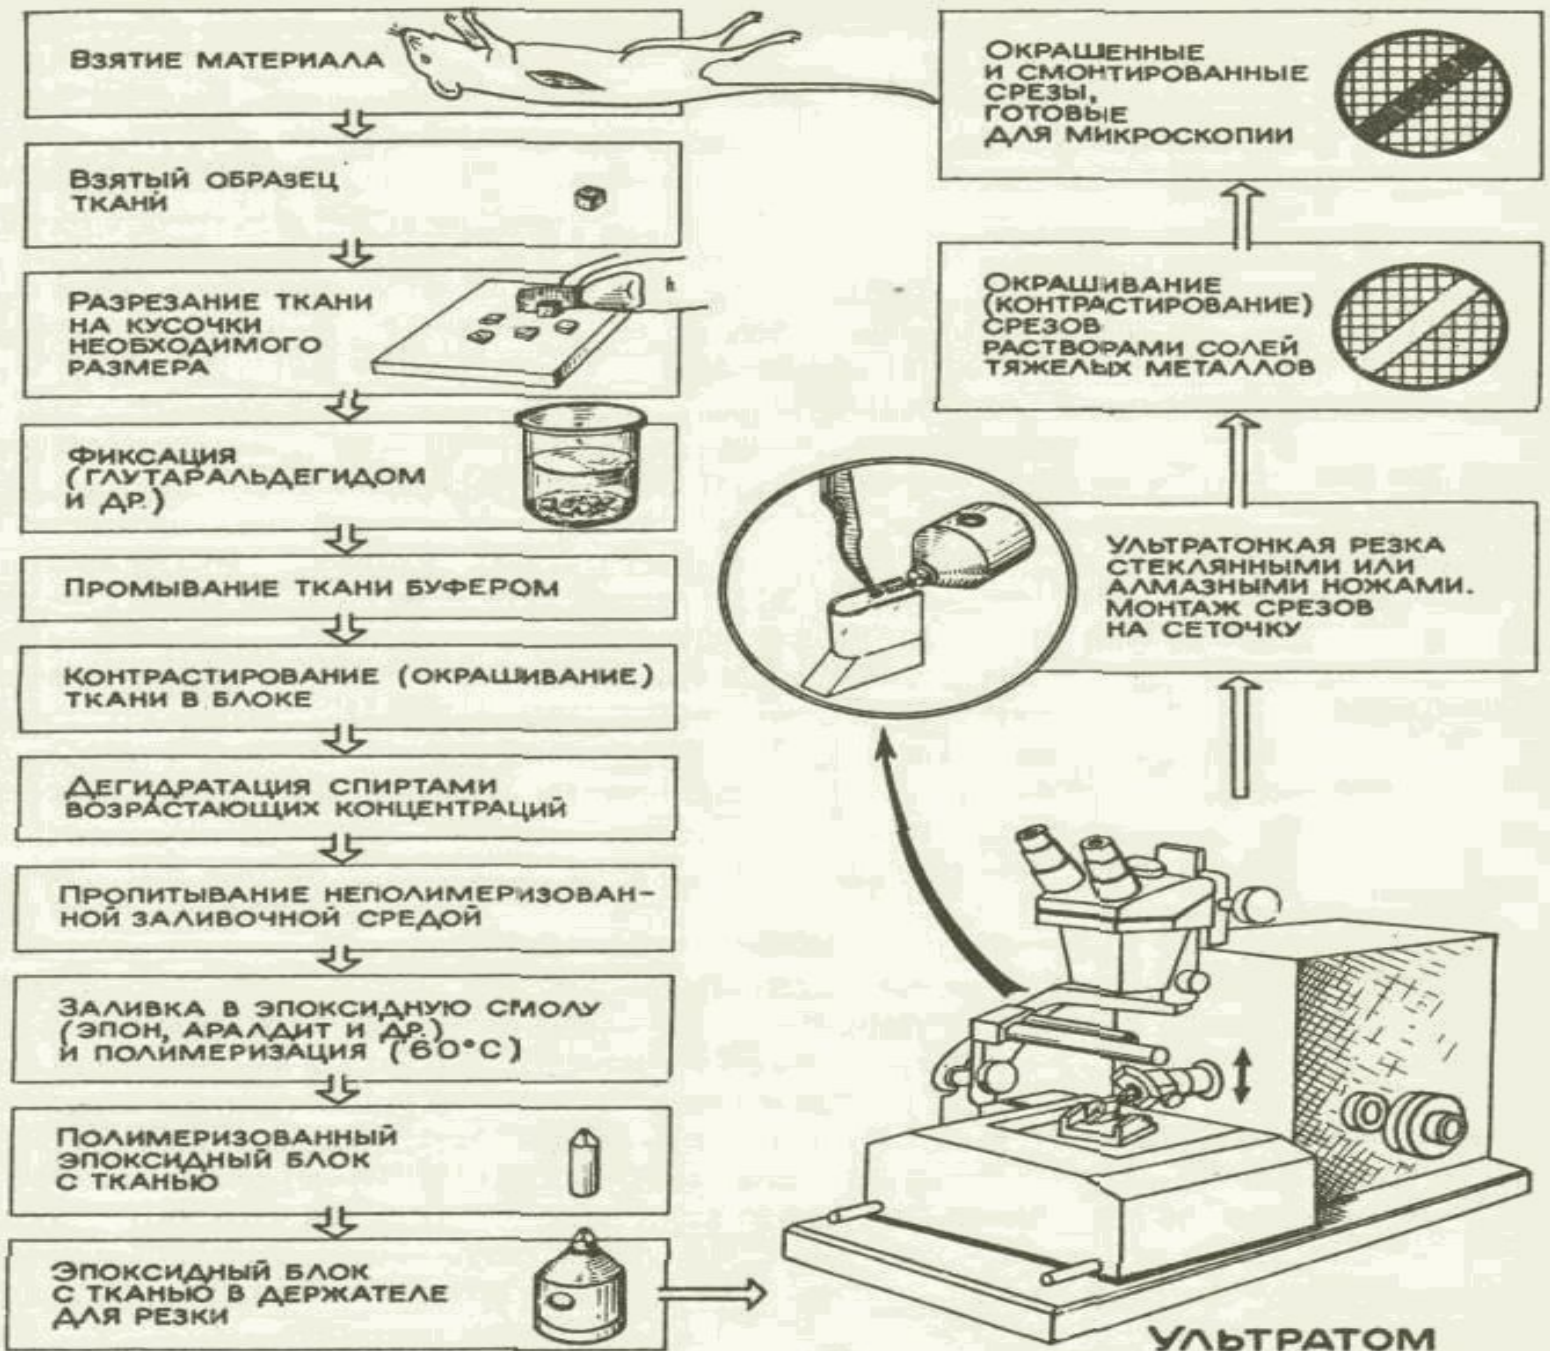 Взятие материала
Взятый образец
ткани
Разрезание ткани
на кусочки
необходимого
размера
Фиксация
(глутаральдегидом
и др.)
Промывание ткани буфером
Контрастирование (окрашивание)
ткани в блоке
Дегидратация спиртами
возрастающих концентраций
Пропитывание неполимеризован-
ной заливочной средой
Заливка в эпоксидную смолу
(эпон, аралдит и др.)
и полимеризация (60°С)
Полимеризованный
эпоксидный блок
с тканью
Эпоксидный блок
с тканью в держателе
для резки
Окрашенные
и смонтированные
срезы,
готовые
для микроскопии
Окрашивание
(контрастирование)
срезов
растворами солей
тяжелых металлов
Ультратонкая резка
стеклянными или
алмазными ножами.
Монтаж срезов
на сеточку
Ультратом